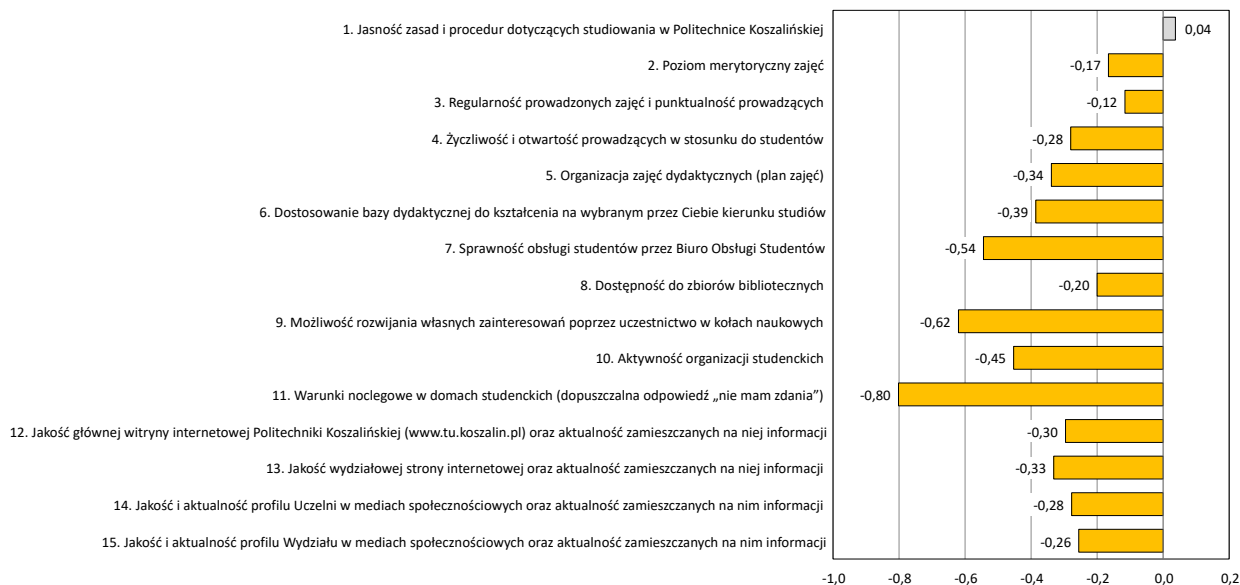 1. Jasność zasad i procedur dotyczących studiowania w Politechnice Koszalińskiej
0,04
2. Poziom merytoryczny zajęć
-0,17
3. Regularność prowadzonych zajęć i punktualność prowadzących
-0,12
4. Życzliwość i otwartość prowadzących w stosunku do studentów
-0,28
5. Organizacja zajęć dydaktycznych (plan zajęć)
-0,34
6. Dostosowanie bazy dydaktycznej do kształcenia na wybranym przez Ciebie kierunku studiów
-0,39
7. Sprawność obsługi studentów przez Biuro Obsługi Studentów
-0,54
8. Dostępność do zbiorów bibliotecznych
-0,20
9. Możliwość rozwijania własnych zainteresowań poprzez uczestnictwo w kołach naukowych
-0,62
10. Aktywność organizacji studenckich
-0,45
11. Warunki noclegowe w domach studenckich (dopuszczalna odpowiedź „nie mam zdania”)
-0,80
12. Jakość głównej witryny internetowej Politechniki Koszalińskiej (www.tu.koszalin.pl) oraz aktualność zamieszczanych na niej informacji
-0,30
13. Jakość wydziałowej strony internetowej oraz aktualność zamieszczanych na niej informacji
-0,33
14. Jakość i aktualność profilu Uczelni w mediach społecznościowych oraz aktualność zamieszczanych na nim informacji
-0,28
15. Jakość i aktualność profilu Wydziału w mediach społecznościowych oraz aktualność zamieszczanych na nim informacji
-0,26
-1,0 -0,8 -0,6 -0,4 -0,2 0,0 0,2